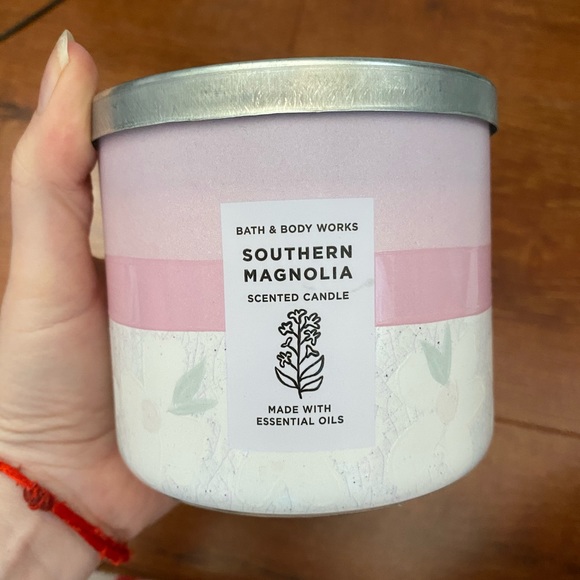 BATH & BODY WORKS
SOUTHERN
MAGNOLIA
SCENTED CANDLE
MADE WITH
ESSENTIAL OILS